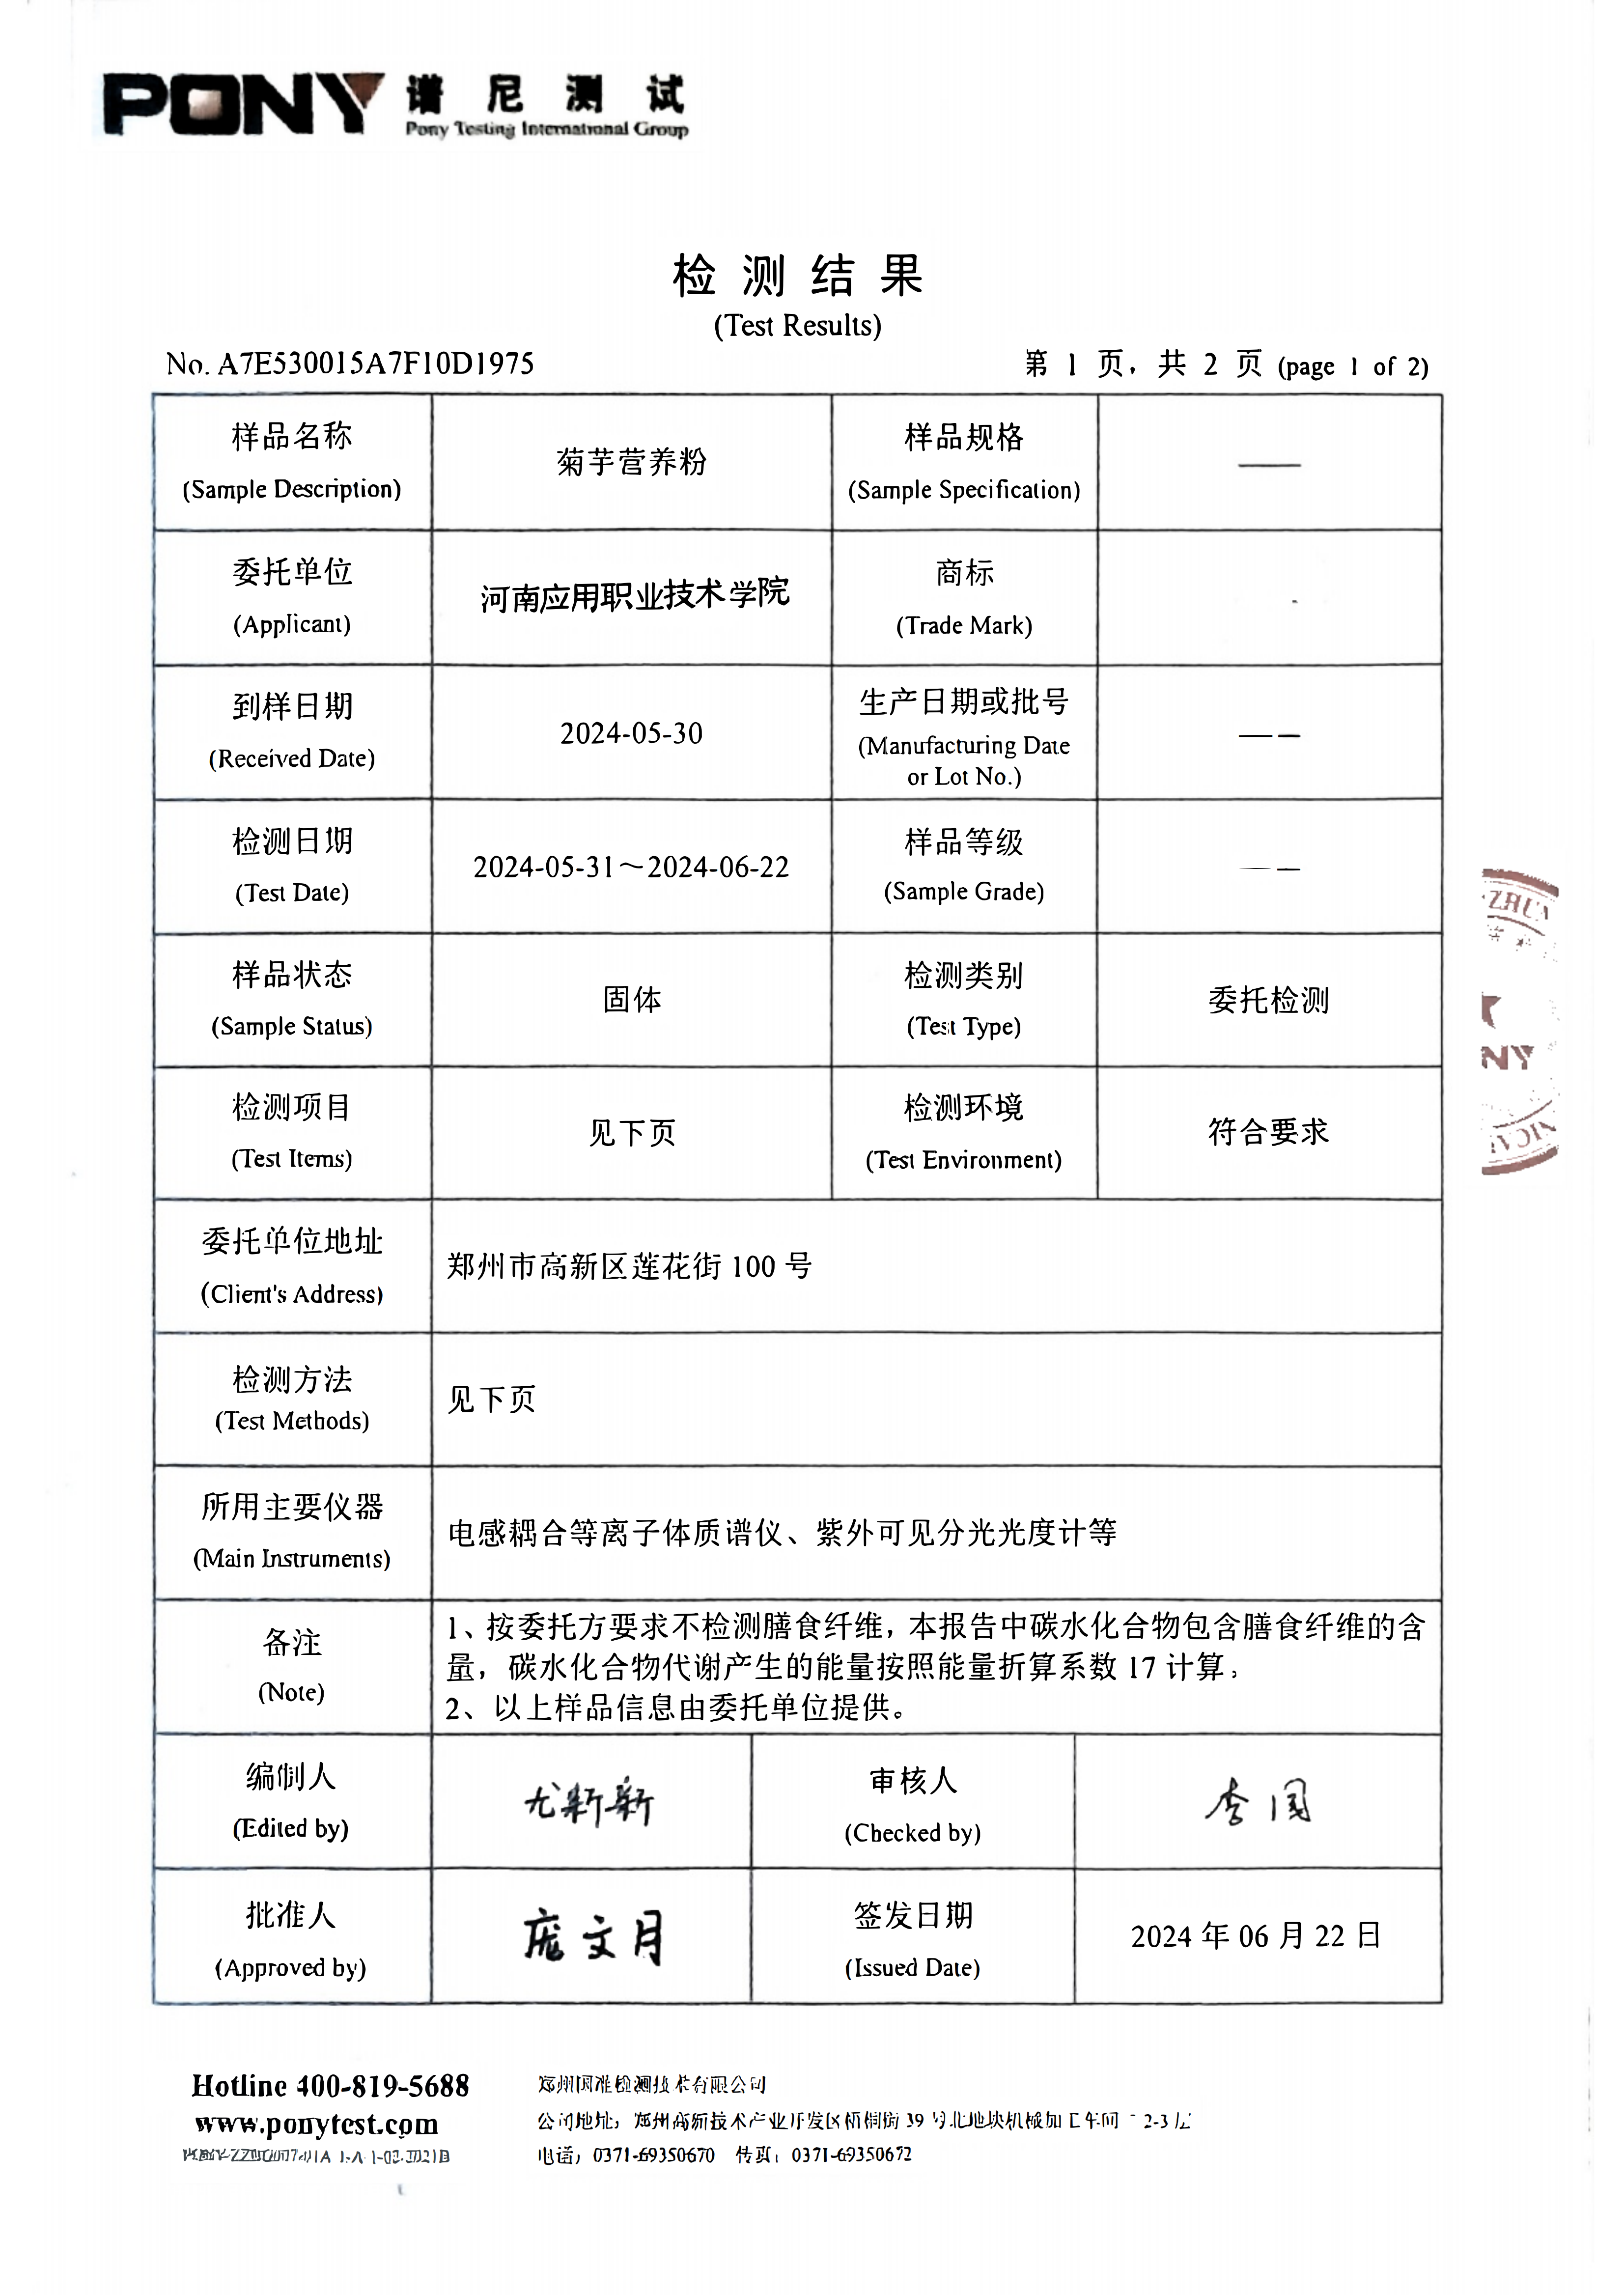 PONY 谱尼测试
Pony Testing International Group
检测结果
(Test Results)
No. A7E530015A7F10D1975
第 1 页，共 2 页 (page 1 of 2)
样品名称
(Sample Description)
菊芋营养粉
样品规格
(Sample Specification)
——
委托单位
(Applicant)
河南应用职业技术学院
商标
(Trade Mark)
到样日期
(Received Date)
2024-05-30
生产日期或批号
(Manufacturing Date
or Lot No.)
——
检测日期
(Test Date)
2024-05-31～2024-06-22
样品等级
(Sample Grade)
——
样品状态
(Sample Status)
固体
检测类别
(Test Type)
委托检测
检测项目
(Test Items)
见下页
检测环境
(Test Environment)
符合要求
委托单位地址
(Client's Address)
郑州市高新区莲花街 100 号
检测方法
(Test Methods)
见下页
所用主要仪器
(Main Instruments)
电感耦合等离子体质谱仪、紫外可见分光光度计等
备注
(Note)
1、按委托方要求不检测膳食纤维，本报告中碳水化合物包含膳食纤维的含
量，碳水化合物代谢产生的能量按照能量折算系数 17 计算。
2、以上样品信息由委托单位提供。
编制人
(Edited by)
尤新新
审核人
(Checked by)
李闯
批准人
(Approved by)
庞文月
签发日期
(Issued Date)
2024 年 06 月 22 日
NY
Hotline 400-819-5688
www.ponytest.com
郑州国准检测技术有限公司
公司地址：郑州高新技术产业开发区梧桐街 39 号北地块机械加工车间 2-3 层
电话：0371-69350670 传真：0371-69350672